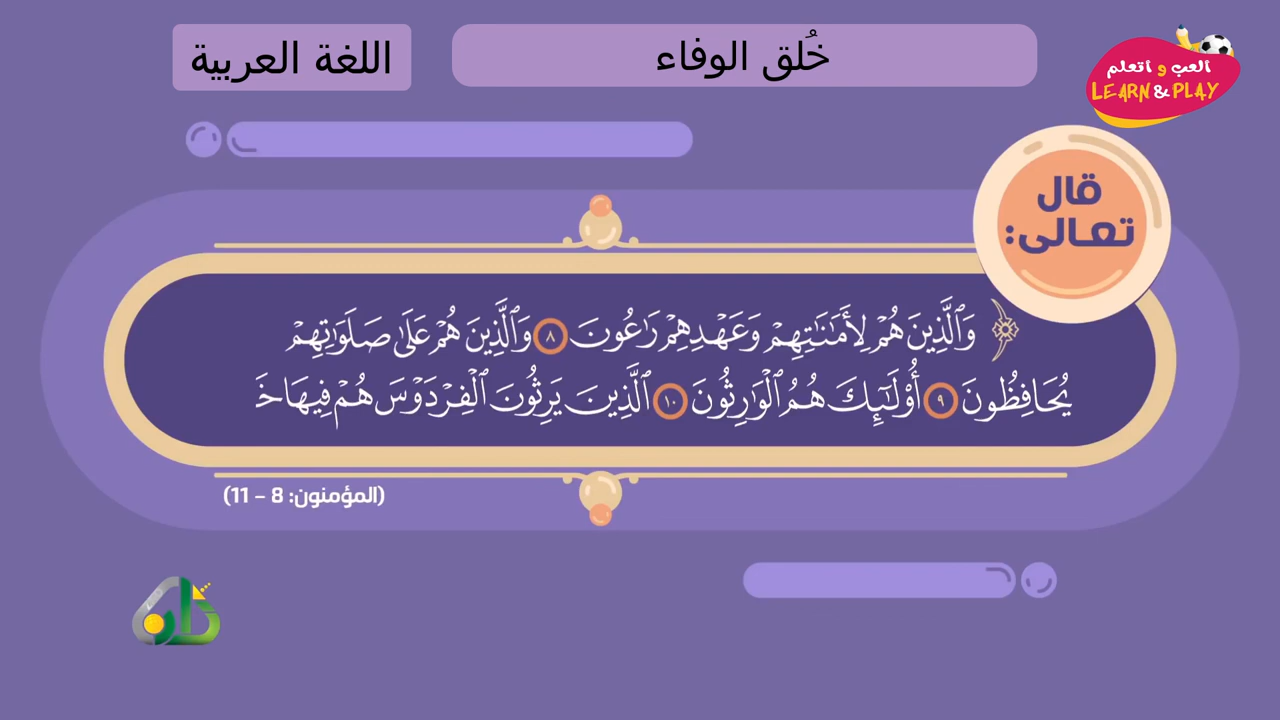 خُلق الوفاء
اللغة العربية
العب و اتعلم
LEARN & PLAY
قال
تعالى:
﴿ وَٱلَّذِينَ هُمْ لِأَمَٰنَٰتِهِمْ وَعَهْدِهِمْ رَٰعُونَ ٨ وَٱلَّذِينَ هُمْ عَلَىٰ صَلَوَٰتِهِمْ
يُحَافِظُونَ ٩ أُو۟لَٰٓئِكَ هُمُ ٱلْوَٰرِثُونَ ١٠ ٱلَّذِينَ يَرِثُونَ ٱلْفِرْدَوْسَ هُمْ فِيهَا خَ
(المؤمنون: 8 – 11)